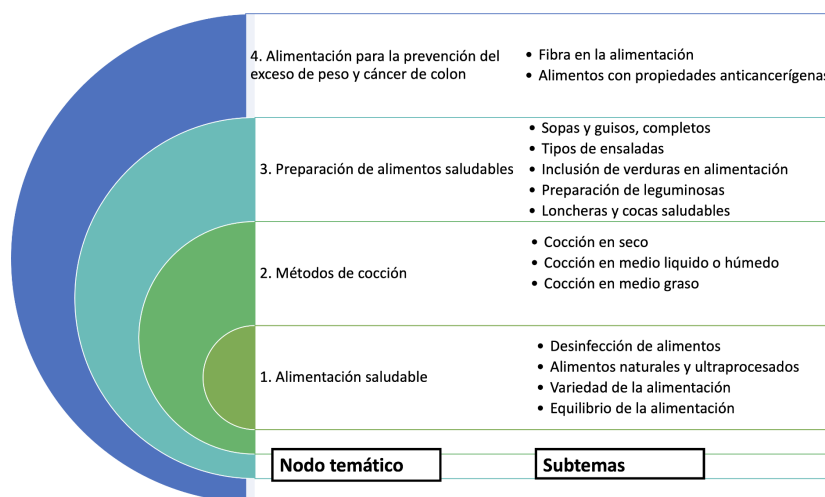 4. Alimentación para la prevención del
exceso de peso y cáncer de colon
• Fibra en la alimentación
• Alimentos con propiedades anticancerígenas
3. Preparación de alimentos saludables
• Sopas y guisos, completos
• Tipos de ensaladas
• Inclusión de verduras en alimentación
• Preparación de leguminosas
• Loncheras y cocas saludables
2. Métodos de cocción
• Cocción en seco
• Cocción en medio liquido o húmedo
• Cocción en medio graso
1. Alimentación saludable
• Desinfección de alimentos
• Alimentos naturales y ultraprocesados
• Variedad de la alimentación
• Equilibrio de la alimentación
Nodo temático
Subtemas